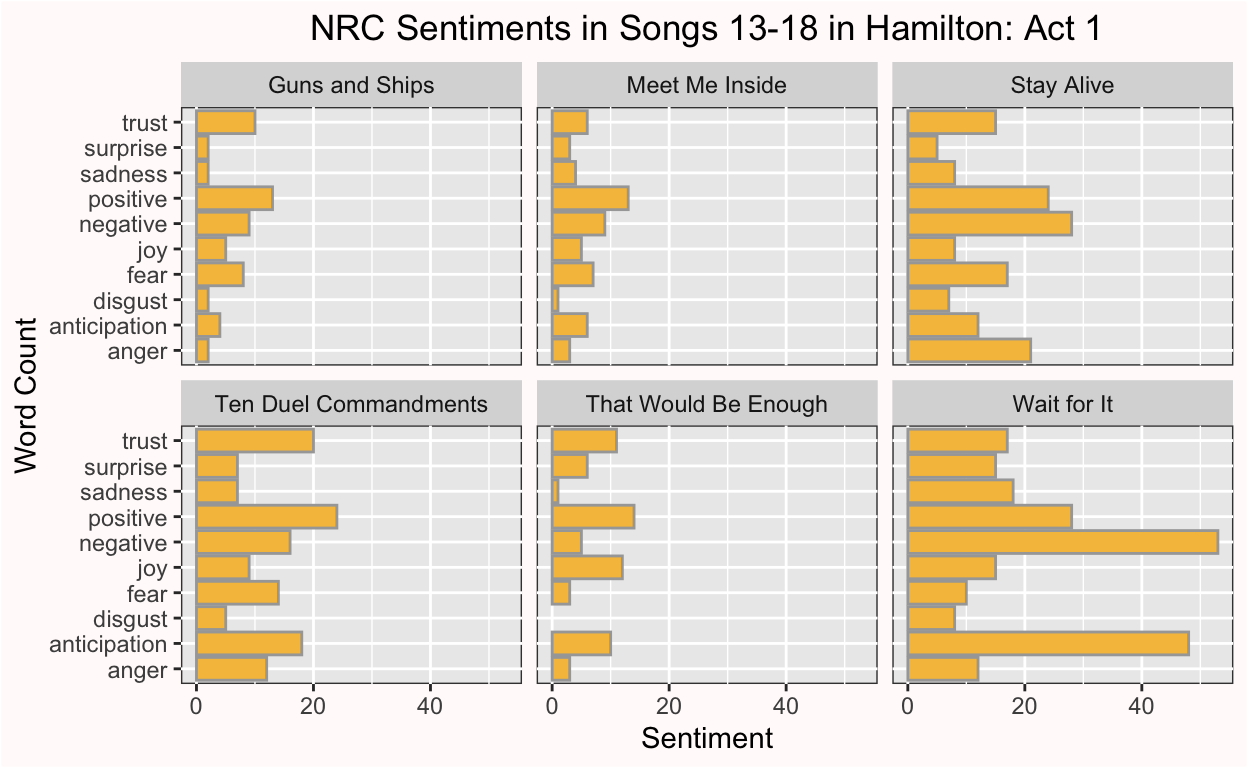 NRC Sentiments in Songs 13-18 in Hamilton: Act 1
Guns and Ships
Meet Me Inside
Stay Alive
trust
surprise
sadness
positive
negative
joy
fear
disgust
anticipation
anger
Word Count
Ten Duel Commandments
That Would Be Enough
Wait for It
trust
surprise
sadness
positive
negative
joy
fear
disgust
anticipation
anger
0 20 40 0 20 40 0 20 40
Sentiment